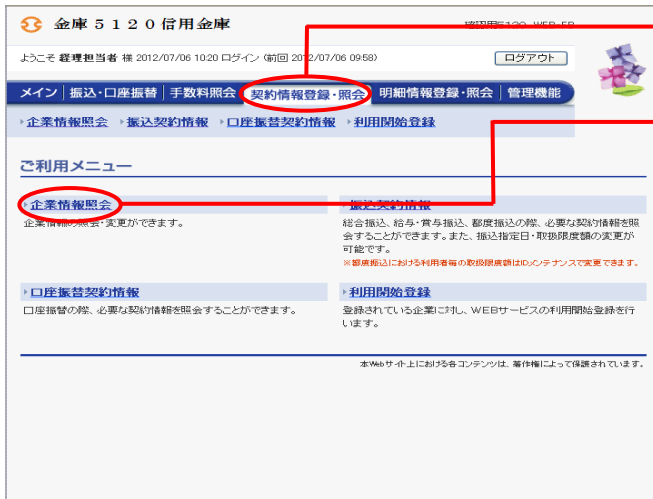 金庫５１２０信用金庫
確認用5120-WEB-FB
ようこそ 経理担当者 様 2012/07/06 10:20 ログイン (前回 2012/07/06 09:58)
ログアウト
メイン 振込・口座振替 手数料照会 契約情報登録・照会 明細情報登録・照会 管理機能
企業情報照会 振込契約情報 口座振替契約情報 利用開始登録
ご利用メニュー
企業情報照会
企業情報の照会・変更ができます。
振込契約情報
総合振込、給与・賞与振込、都度振込の際、必要な契約情報を照
会することができます。また、振込指定日・取扱限度額の変更が
可能です。
※都度振込における利用者毎の取扱限度額はIDメンテナンスで変更できます。
口座振替契約情報
口座振替の際、必要な契約情報を照会することができます。
利用開始登録
登録されている企業に対し、WEBサービスの利用開始登録を行
います。
本Webサイト上における各コンテンツは、著作権によって保護されています。